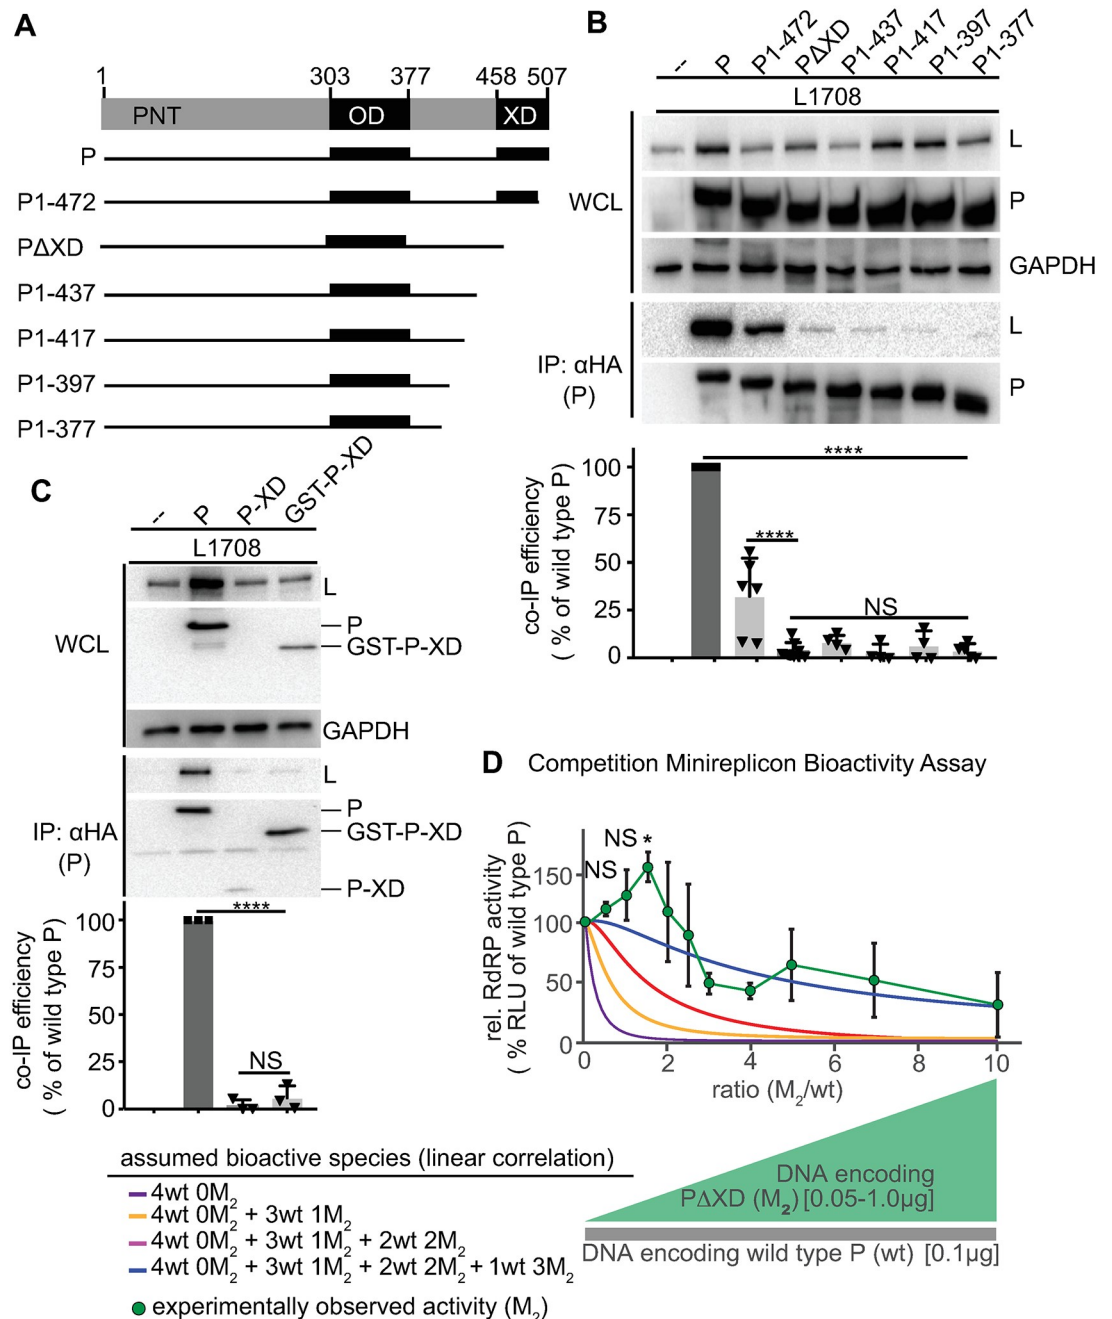 A
1 303 377 458 507
PNT OD XD
P
P1-472
PΔXD
P1-437
P1-417
P1-397
P1-377
B
-- P P1-472 PΔXD P1-437 P1-417 P1-397 P1-377
L1708
WCL
L
P
GAPDH
IP: αHA
(P)
L
P
co-IP efficiency
( % of wild type P)
100
75
50
25
0
****
****
NS
C
-- P P-XD GST-P-XD
L1708
WCL
L
P
GST-P-XD
GAPDH
IP: αHA
(P)
L
P
GST-P-XD
P-XD
co-IP efficiency
( % of wild type P)
100
75
50
25
0
****
NS
D Competition Minireplicon Bioactivity Assay
rel. RdRP activity
( % RLU of wild type P)
150
100
50
0
NS
NS *
0 2 4 6 8 10
ratio (M2/wt)
DNA encoding
PΔXD (M2) [0.05-1.0µg]
DNA encoding wild type P (wt) [0.1µg]
assumed bioactive species (linear correlation)
4wt 0M2
4wt 0M2 + 3wt 1M2
4wt 0M2 + 3wt 1M2 + 2wt 2M2
4wt 0M2 + 3wt 1M2 + 2wt 2M2 + 1wt 3M2
experimentally observed activity (M2)